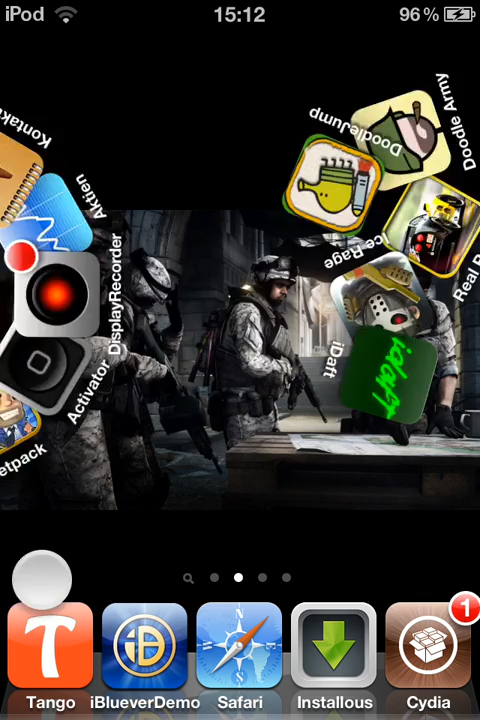 iPod 15:12 96%
Kontakt
Aktien
DisplayRecorder
Activator
etpack
Doodle Army
DoodleJump
Real
Ice Rage
iDaft
idaft
1
Tango iBlueverDemo Safari Installous Cydia